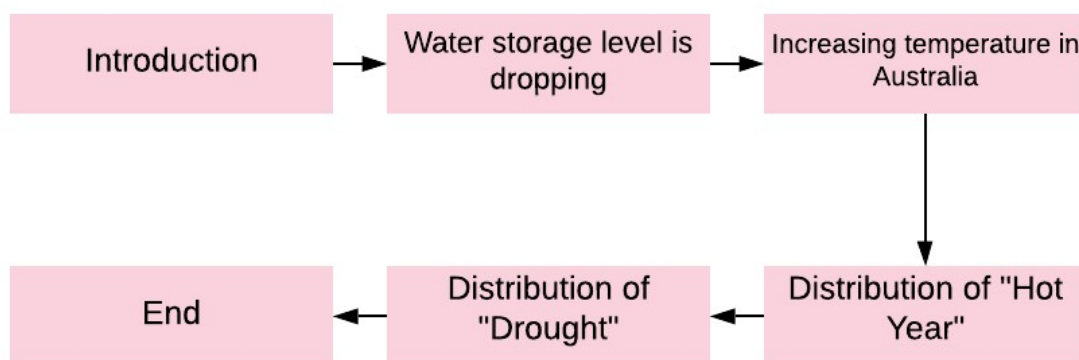 Introduction
Water storage level is
dropping
Increasing temperature in
Australia
Distribution of "Hot
Year"
Distribution of
"Drought"
End